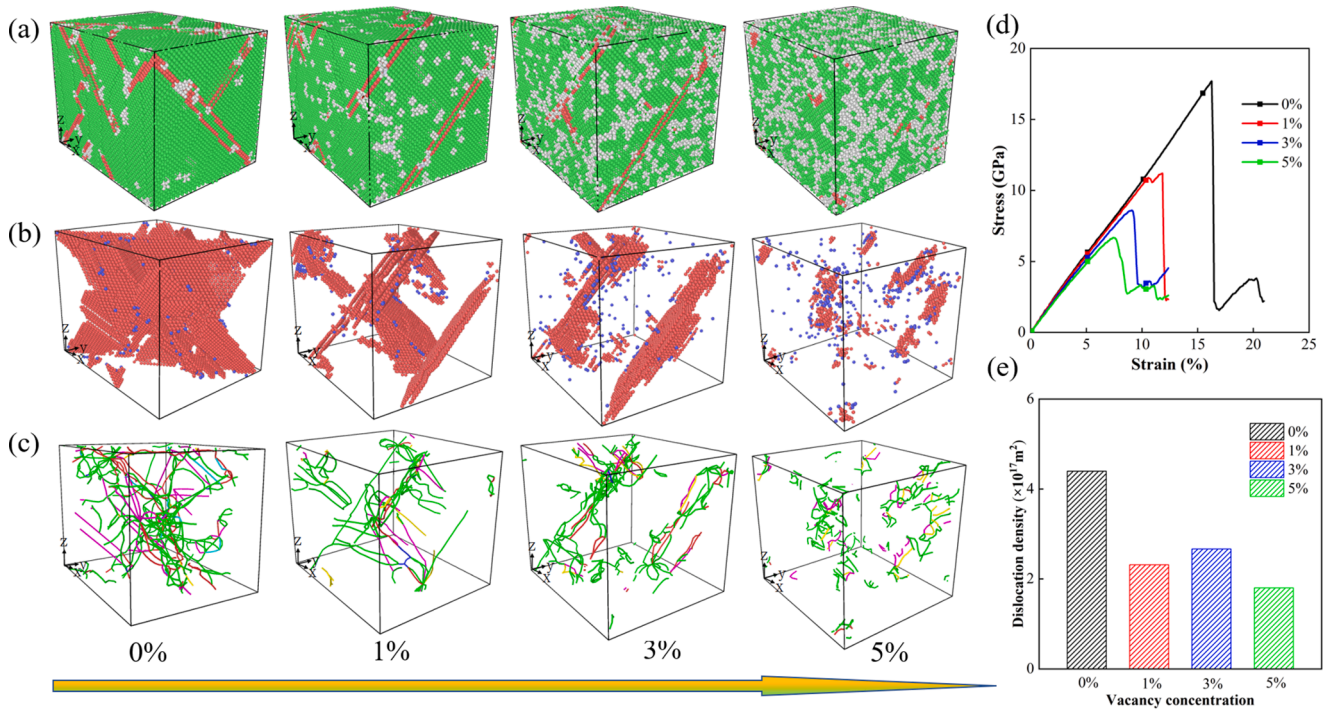 (a)
Z
Y
X
Z
Y
X
Z
Y
X
Z
Y
X
(b)
Z
Y
X
Z
Y
X
Z
Y
X
Z
Y
X
(c)
Z
Y
X
Z
Y
X
Z
Y
X
Z
Y
X
0% 1% 3% 5%
(d)
20
15
10
5
0
0 5 10 15 20 25
Stress (GPa)
Strain (%)
0%
1%
3%
5%
(e)
6
4
2
0
Dislocation density (×10¹⁷m²)
0%
1%
3%
5%
0% 1% 3% 5%
Vacancy concentration